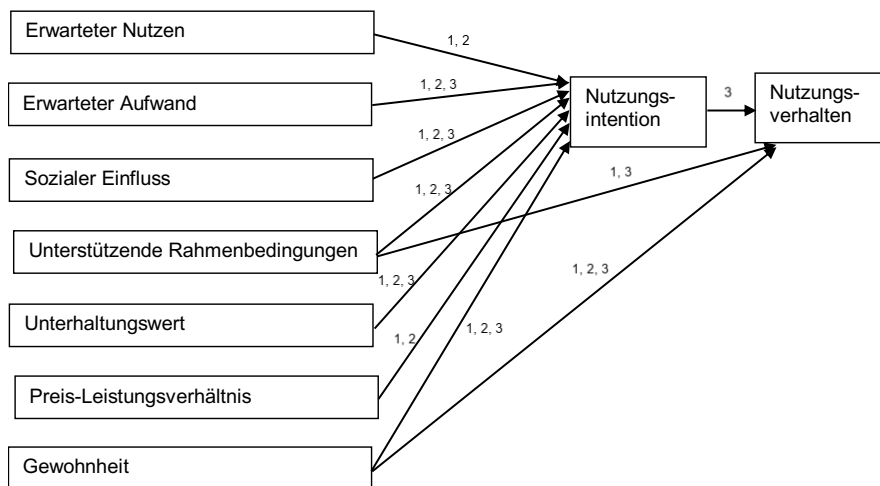 Erwarteter Nutzen
1, 2
Erwarteter Aufwand
1, 2, 3
Nutzungs-
intention
3
Nutzungs-
verhalten
Sozialer Einfluss
1, 2, 3
1, 2, 3
1, 3
Unterstützende Rahmenbedingungen
1, 2, 3
1, 2, 3
Unterhaltungswert
1, 2
1, 2, 3
Preis-Leistungsverhältnis
Gewohnheit